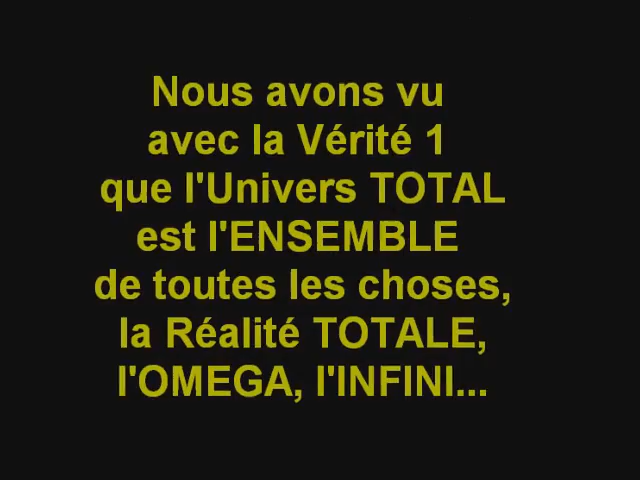 Nous avons vu
avec la Vérité 1
que l'Univers TOTAL
est l'ENSEMBLE
de toutes les choses,
la Réalité TOTALE,
l'OMEGA, l'INFINI...